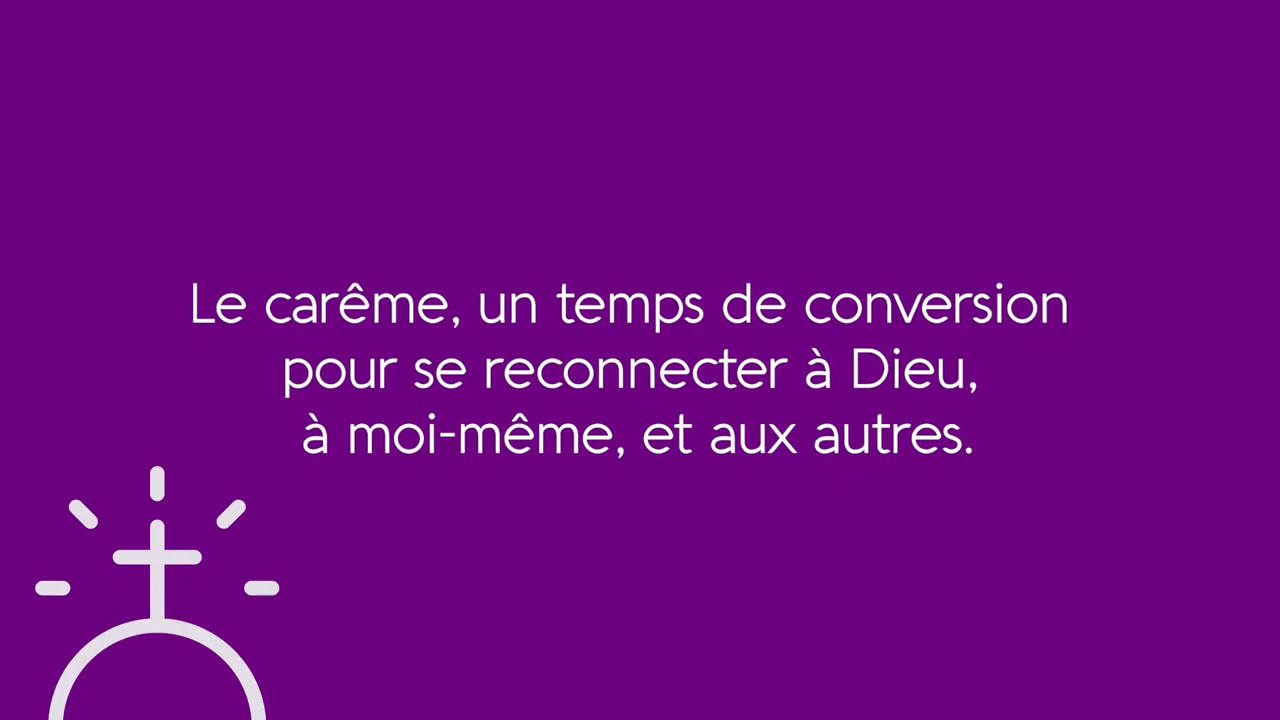 Le carême, un temps de conversion
pour se reconnecter à Dieu,
à moi-même, et aux autres.